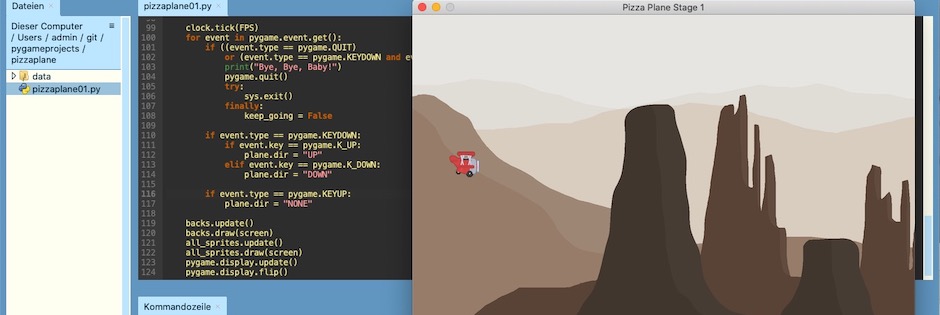 Dateien
Dieser Computer
/ Users / admin / git /
pygameprojects /
pizzaplane
data
pizzaplane01.py
pizzaplane01.py
99 clock.tick(FPS)
100 for event in pygame.event.get():
101 if ((event.type == pygame.QUIT)
102 or (event.type == pygame.KEYDOWN and
103 print("Bye, Bye, Baby!")
104 pygame.quit()
105 try:
106 sys.exit()
107 finally:
108 keep_going = False
109
110 if event.type == pygame.KEYDOWN:
111 if event.key == pygame.K_UP:
112 plane.dir = "UP"
113 elif event.key == pygame.K_DOWN:
114 plane.dir = "DOWN"
115
116 if event.type == pygame.KEYUP:
117 plane.dir = "NONE"
118
119 backs.update()
120 backs.draw(screen)
121 all_sprites.update()
122 all_sprites.draw(screen)
123 pygame.display.update()
124 pygame.display.flip()
Kommandozeile
Pizza Plane Stage 1